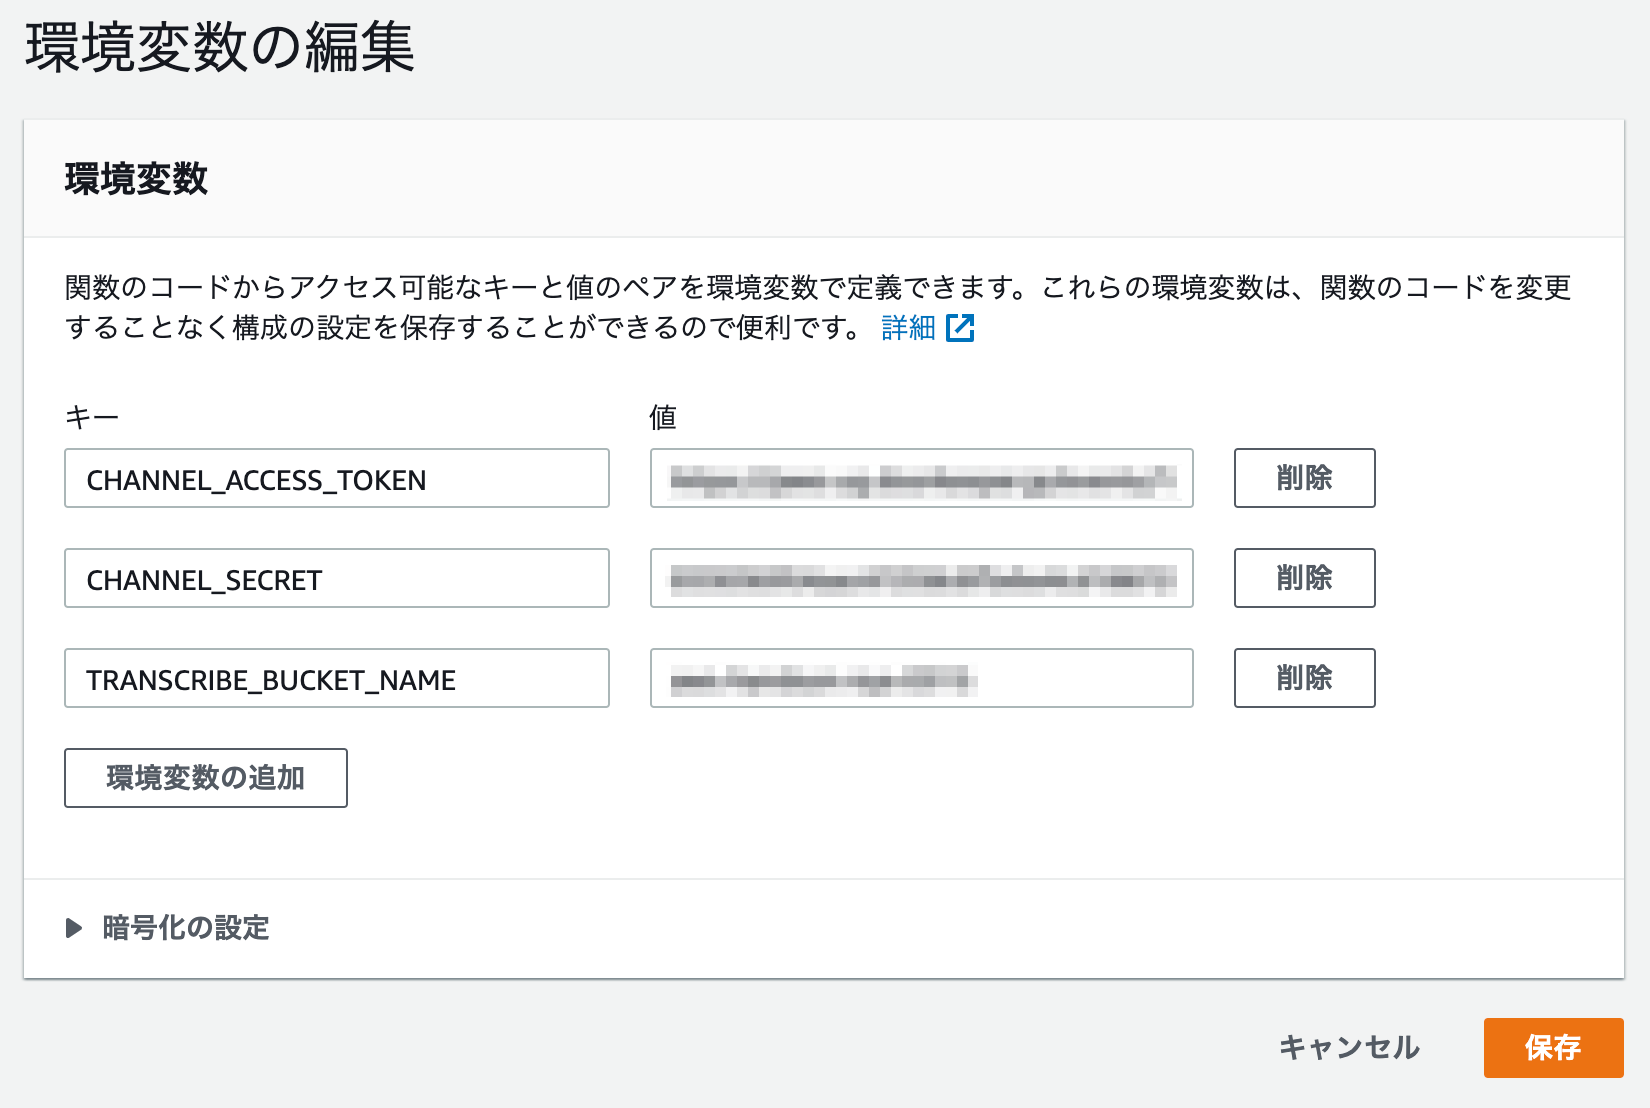 環境変数の編集
環境変数
関数のコードからアクセス可能なキーと値のペアを環境変数で定義できます。これらの環境変数は、関数のコードを変更
することなく構成の設定を保存することができるので便利です。 詳細
キー 値
CHANNEL_ACCESS_TOKEN 削除
CHANNEL_SECRET 削除
TRANSCRIBE_BUCKET_NAME 削除
環境変数の追加
暗号化の設定
キャンセル 保存